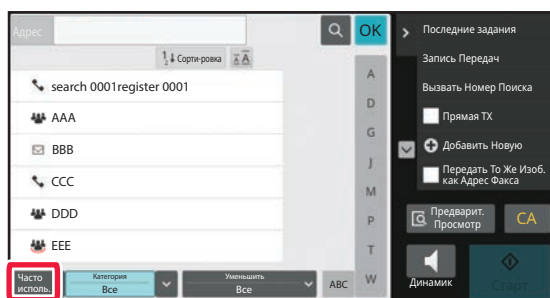 Адрес
OK
1 2 Сорти-ровка
A A
search 0001register 0001
AAA
BBB
CCC
DDD
EEE
A
D
G
J
M
P
T
W
Часто
исполь.
Категория
Все
Уменьшить
Все
ABC
Последние задания
Запись Передач
Вызвать Номер Поиска
Прямая TX
Добавить Новую
Передать То Же Изоб.
как Адрес Факса
Предварит.
Просмотр
CA
Динамик
Старт